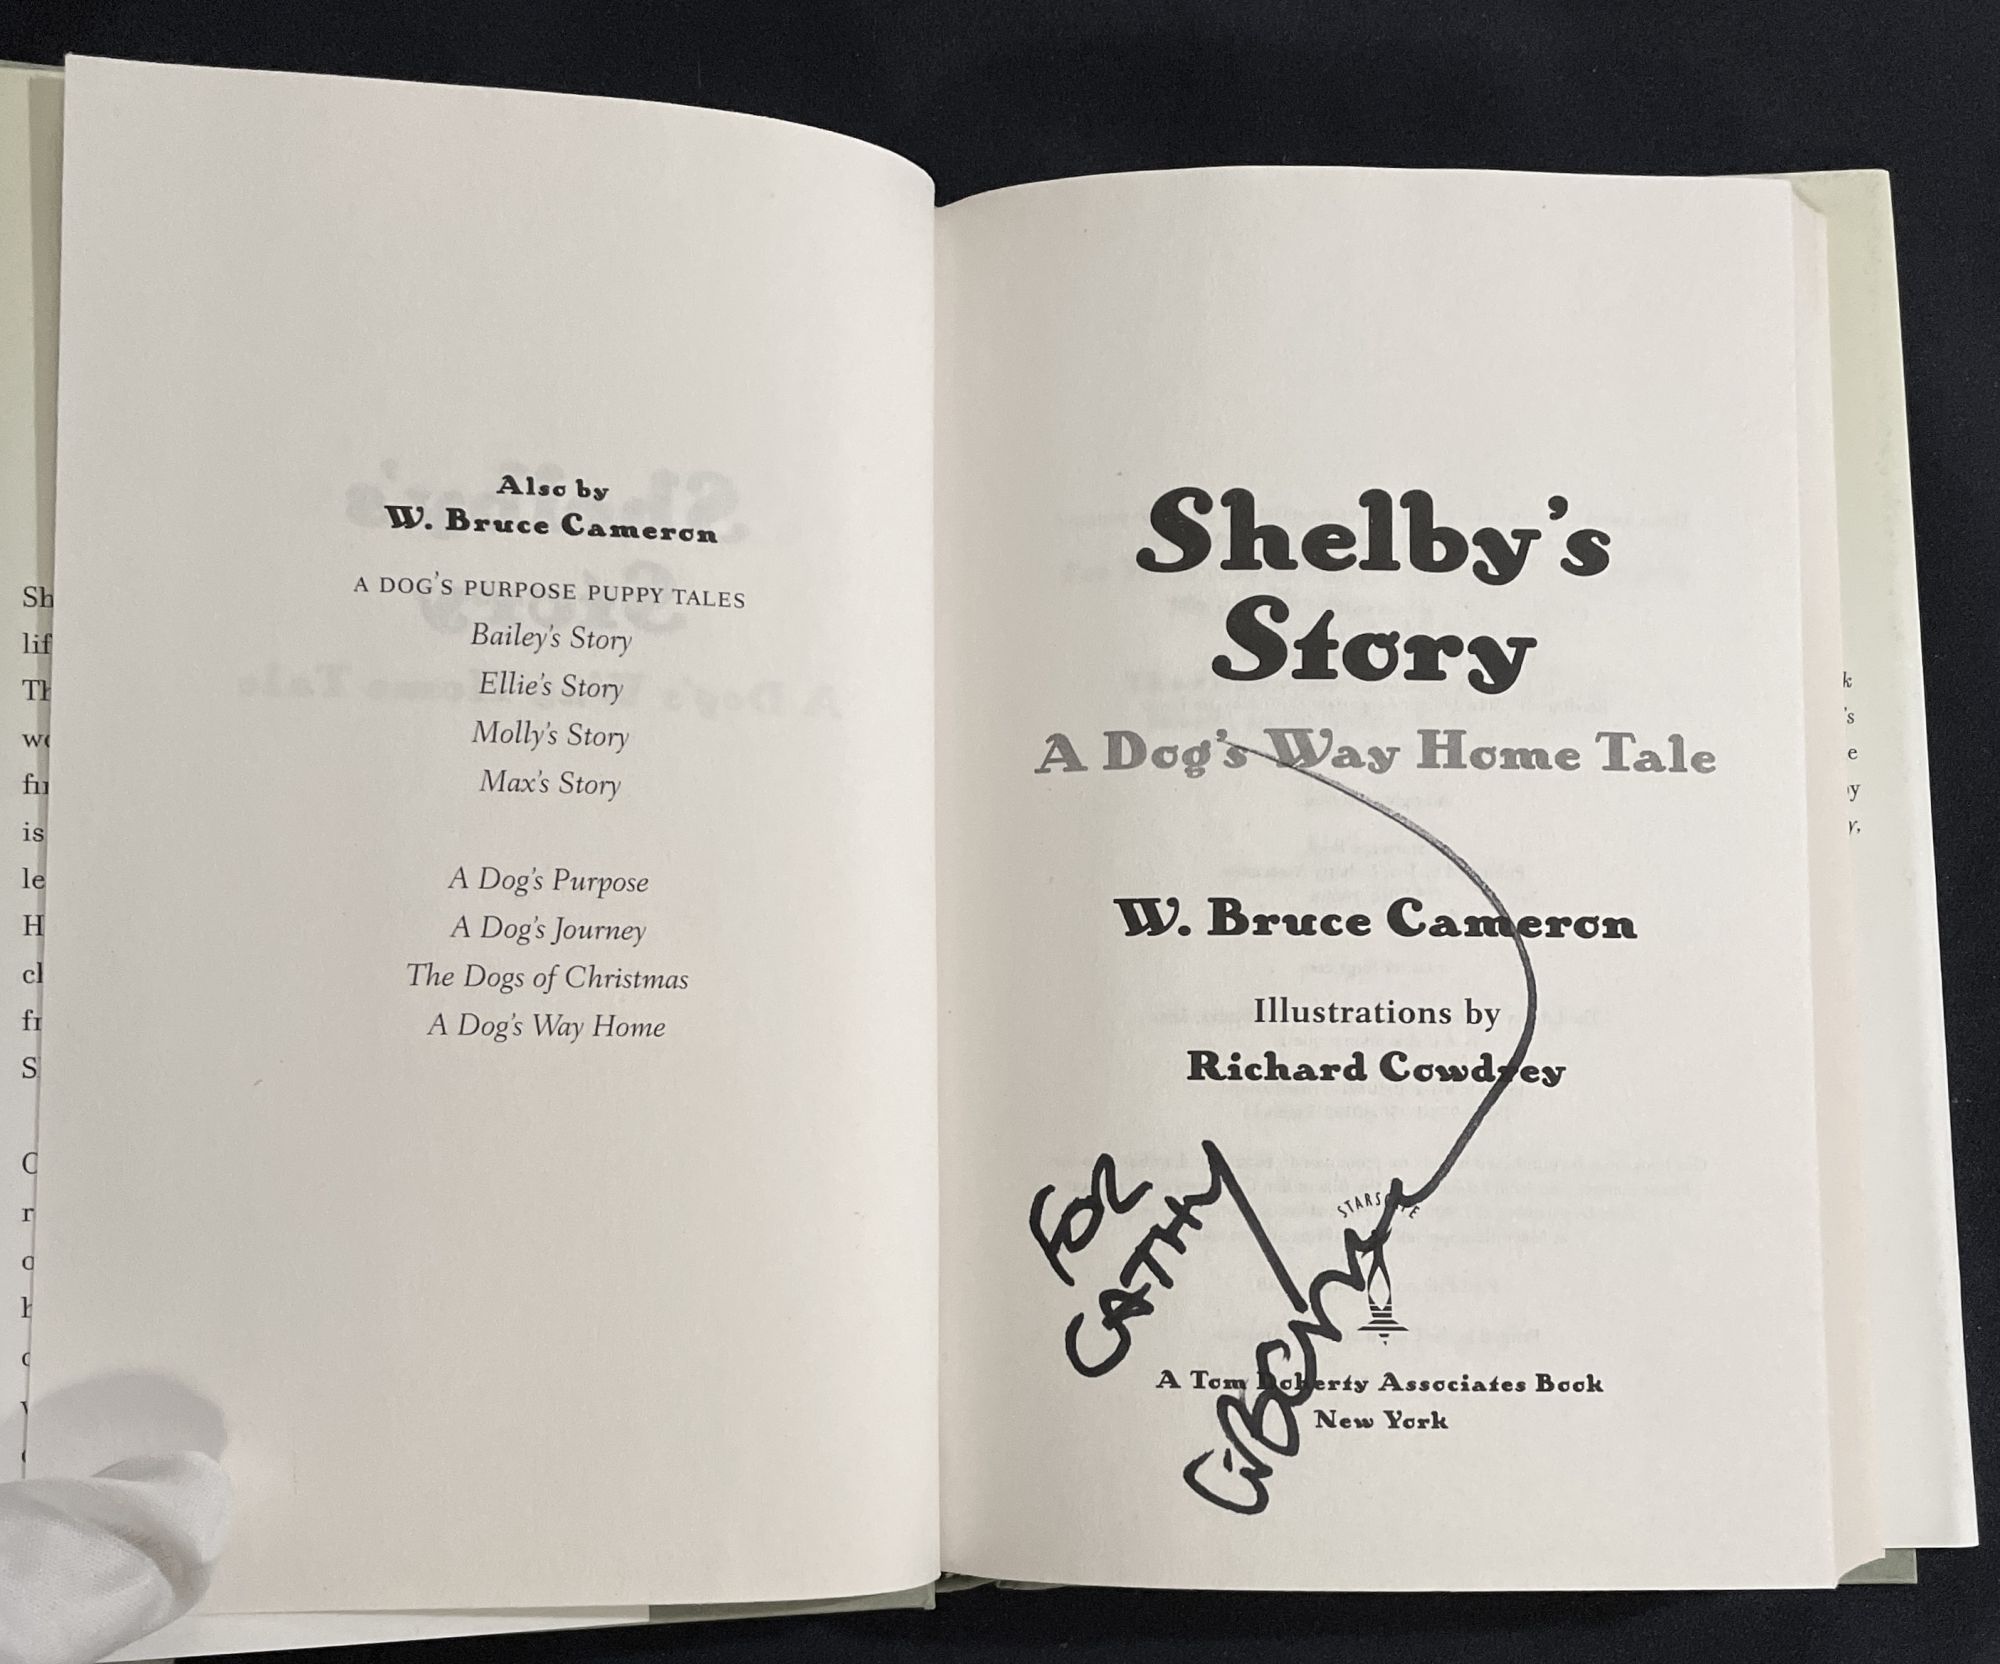 Also by
W. Bruce Cameron
A DOG'S PURPOSE PUPPY TALES
Bailey's Story
Ellie's Story
Molly's Story
Max's Story
A Dog's Purpose
A Dog's Journey
The Dogs of Christmas
A Dog's Way Home
Shelby's
Story
A Dog's Way Home Tale
W. Bruce Cameron
Illustrations by
Richard Cowdrey
FOR
CATHY
STARSCAPE
A Tom Doherty Associates Book
New York